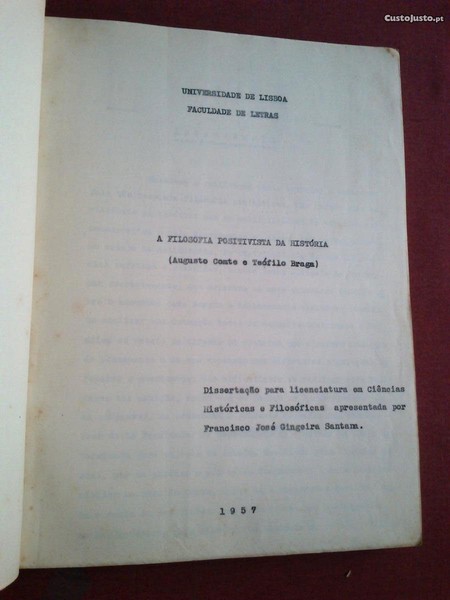 CustoJusto.pt
UNIVERSIDADE DE LISBOA
FACULDADE DE LETRAS
A FILOSOFIA POSITIVISTA DA HISTÓRIA
(Augusto Comte e Teófilo Braga)
Dissertação para licenciatura em Ciências
Históricas e Filosóficas apresentada por
Francisco José Gingeira Santana.
1957